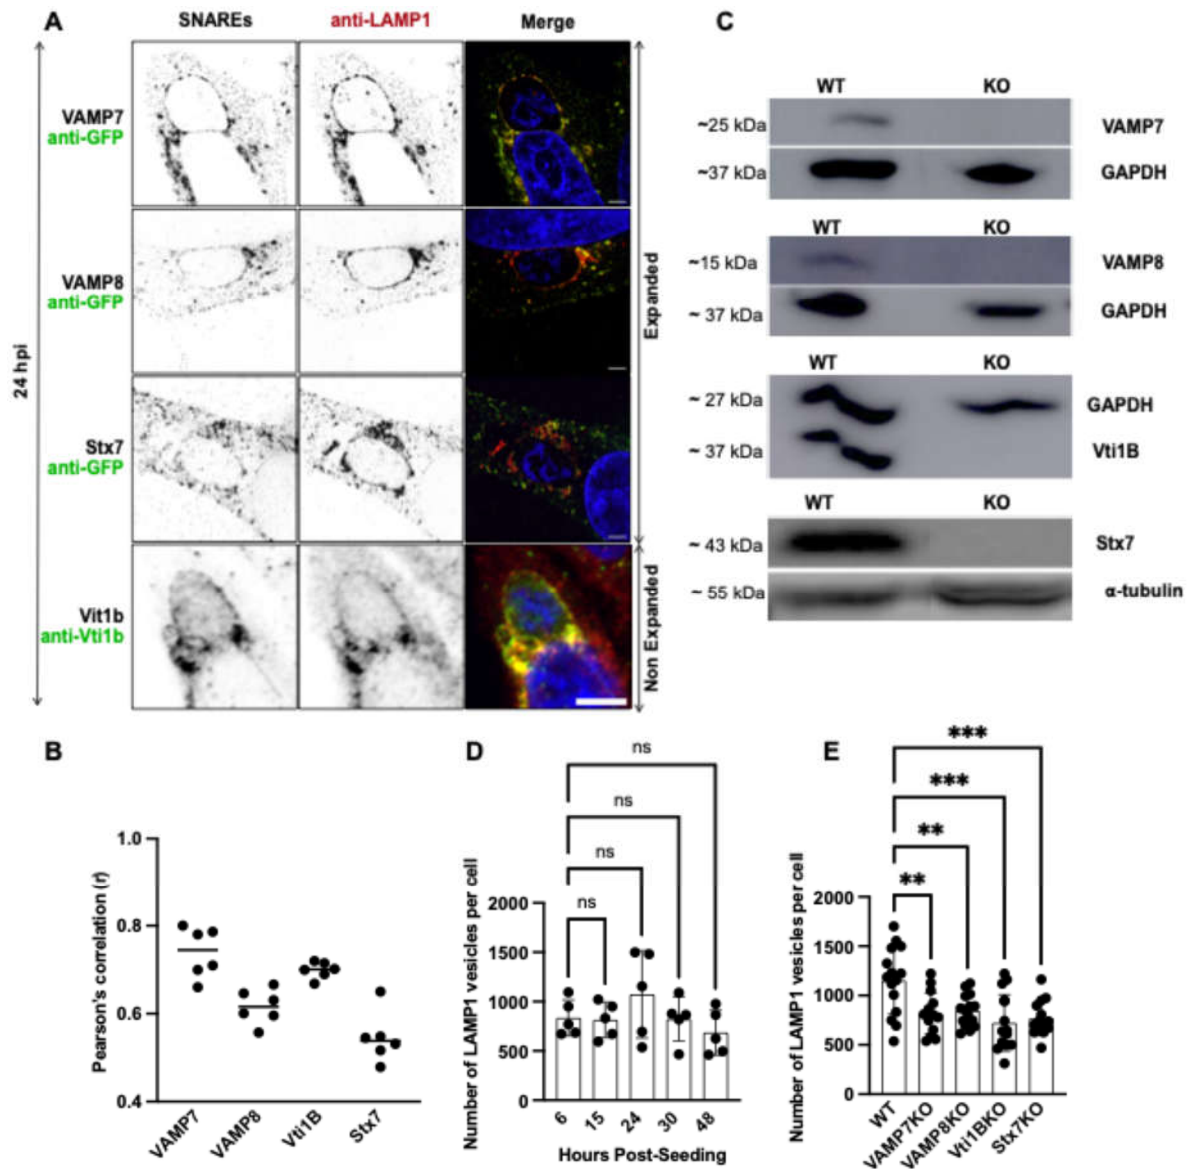 A
SNAREs
anti-LAMP1
Merge
24 hpi
VAMP7
anti-GFP
VAMP8
anti-GFP
Stx7
anti-GFP
Vit1b
anti-Vti1b
Expanded
Non Expanded
C
WT KO
~25 kDa VAMP7
~37 kDa GAPDH
WT KO
~15 kDa VAMP8
~ 37 kDa GAPDH
WT KO
~ 27 kDa GAPDH
~ 37 kDa Vti1B
WT KO
~ 43 kDa Stx7
~ 55 kDa α-tubulin
B
Pearson's correlation (r)
1.0
0.8
0.6
0.4
VAMP7
VAMP8
Vti1B
Stx7
D
ns
ns
ns
ns
Number of LAMP1 vesicles per cell
2000
1500
1000
500
0
6
15
24
30
48
Hours Post-Seeding
E
***
***
**
**
Number of LAMP1 vesicles per cell
2000
1500
1000
500
0
WT
VAMP7KO
VAMP8KO
Vti1BKO
Stx7KO